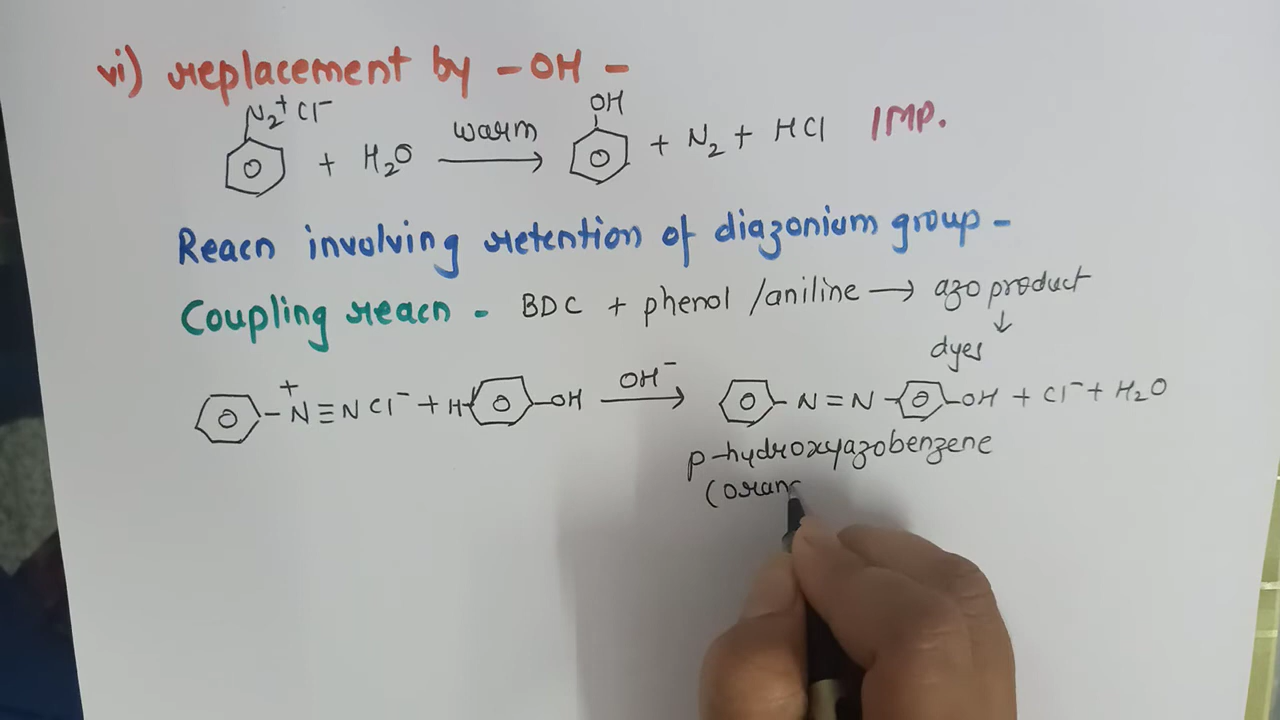 vi) replacement by - OH -
N₂⁺Cl⁻ + H₂O warm → OH + N₂ + HCl IMP.
Reacn involving retention of diazonium group -
Coupling reacn - BDC + phenol /aniline → azo product
↓
dyes
N⁺≡NCl⁻ + H -OH OH⁻ → -N=N- -OH + Cl⁻ + H₂O
p-hydroxyazobenzene
(orang